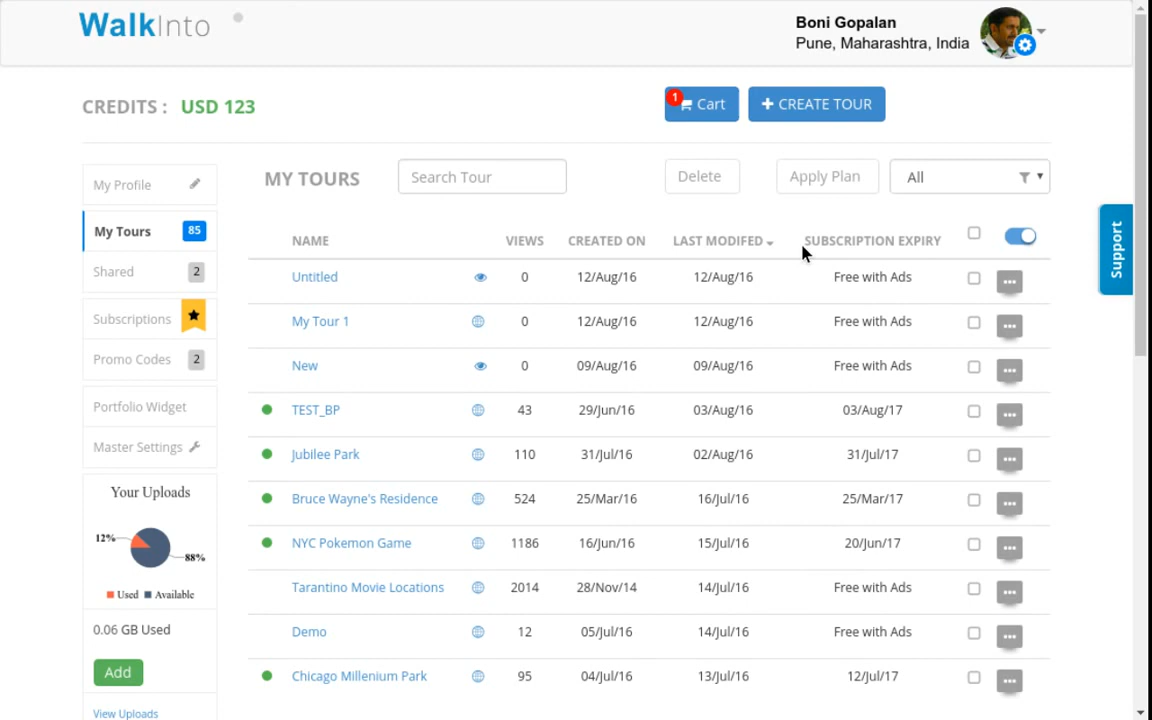 WalkInto
Boni Gopalan
Pune, Maharashtra, India
CREDITS : USD 123
1 Cart
+ CREATE TOUR
My Profile
My Tours 85
Shared 2
Subscriptions
Promo Codes 2
Portfolio Widget
Master Settings
Your Uploads
12%
88%
Used Available
0.06 GB Used
Add
View Uploads
MY TOURS
Search Tour
Delete
Apply Plan
All
NAME VIEWS CREATED ON LAST MODIFED SUBSCRIPTION EXPIRY
Untitled 0 12/Aug/16 12/Aug/16 Free with Ads
My Tour 1 0 12/Aug/16 12/Aug/16 Free with Ads
New 0 09/Aug/16 09/Aug/16 Free with Ads
TEST_BP 43 29/Jun/16 03/Aug/16 03/Aug/17
Jubilee Park 110 31/Jul/16 02/Aug/16 31/Jul/17
Bruce Wayne's Residence 524 25/Mar/16 16/Jul/16 25/Mar/17
NYC Pokemon Game 1186 16/Jun/16 15/Jul/16 20/Jun/17
Tarantino Movie Locations 2014 28/Nov/14 14/Jul/16 Free with Ads
Demo 12 05/Jul/16 14/Jul/16 Free with Ads
Chicago Millenium Park 95 04/Jul/16 13/Jul/16 12/Jul/17
Support